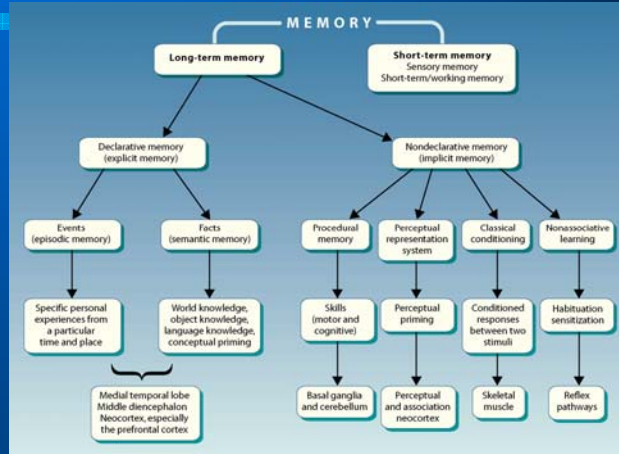 MEMORY
Long-term memory
Short-term memory
Sensory memory
Short-term/working memory
Declarative memory
(explicit memory)
Nondeclarative memory
(implicit memory)
Events
(episodic memory)
Facts
(semantic memory)
Procedural
memory
Perceptual
representation
system
Classical
conditioning
Nonassociative
learning
Specific personal
experiences from
a particular
time and place
World knowledge,
object knowledge,
language knowledge,
conceptual priming
Skills
(motor and
cognitive)
Perceptual
priming
Conditioned
responses
between two
stimuli
Habituation
sensitization
Medial temporal lobe
Middle diencephalon
Neocortex, especially
the prefrontal cortex
Basal ganglia
and cerebellum
Perceptual
and association
neocortex
Skeletal
muscle
Reflex
pathways